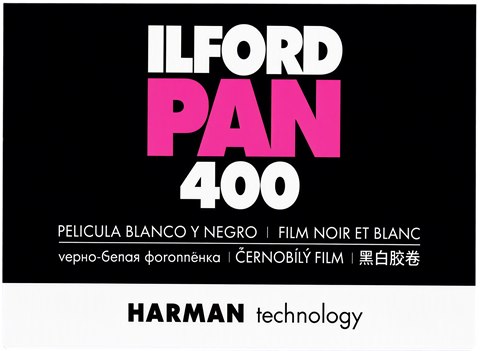 ILFORD
PAN
400
PELICULA BLANCO Y NEGRO | FILM NOIR ET BLANC
верно-белая фотоплёнка | ČERNOBÍLÝ FILM | 黑白胶卷
HARMAN technology